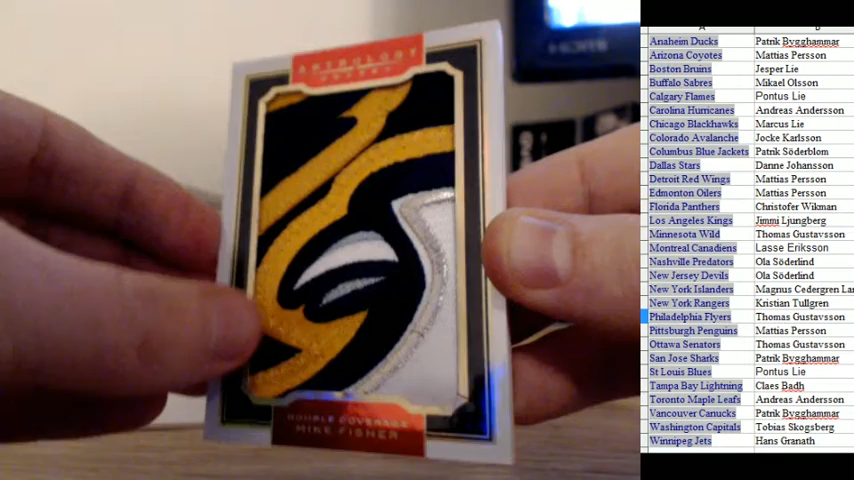 ANTHOLOGY
DOUBLE COVERAGE
MIKE FISHER
Anaheim Ducks Patrik Bygghammar
Arizona Coyotes Mattias Persson
Boston Bruins Jesper Lie
Buffalo Sabres Mikael Olsson
Calgary Flames Pontus Lie
Carolina Hurricanes Andreas Andersson
Chicago Blackhawks Marcus Lie
Colorado Avalanche Jocke Karlsson
Columbus Blue Jackets Patrik Söderblom
Dallas Stars Danne Johansson
Detroit Red Wings Mattias Persson
Edmonton Oilers Mattias Persson
Florida Panthers Christofer Wikman
Los Angeles Kings Jimmi Ljungberg
Minnesota Wild Thomas Gustavsson
Montreal Canadiens Lasse Eriksson
Nashville Predators Ola Söderlind
New Jersey Devils Ola Söderlind
New York Islanders Magnus Cedergren Lar
New York Rangers Kristian Tullgren
Philadelphia Flyers Thomas Gustavsson
Pittsburgh Penguins Mattias Persson
Ottawa Senators Thomas Gustavsson
San Jose Sharks Patrik Bygghammar
St Louis Blues Pontus Lie
Tampa Bay Lightning Claes Badh
Toronto Maple Leafs Andreas Andersson
Vancouver Canucks Patrik Bygghammar
Washington Capitals Tobias Skogsberg
Winnipeg Jets Hans Granath